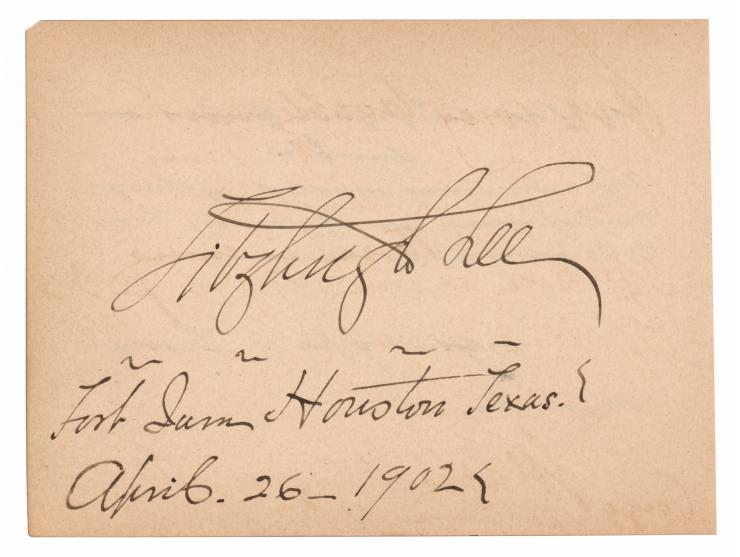 Fitzhugh Lee
Fort Sam Houston Texas.
April. 26 – 1902